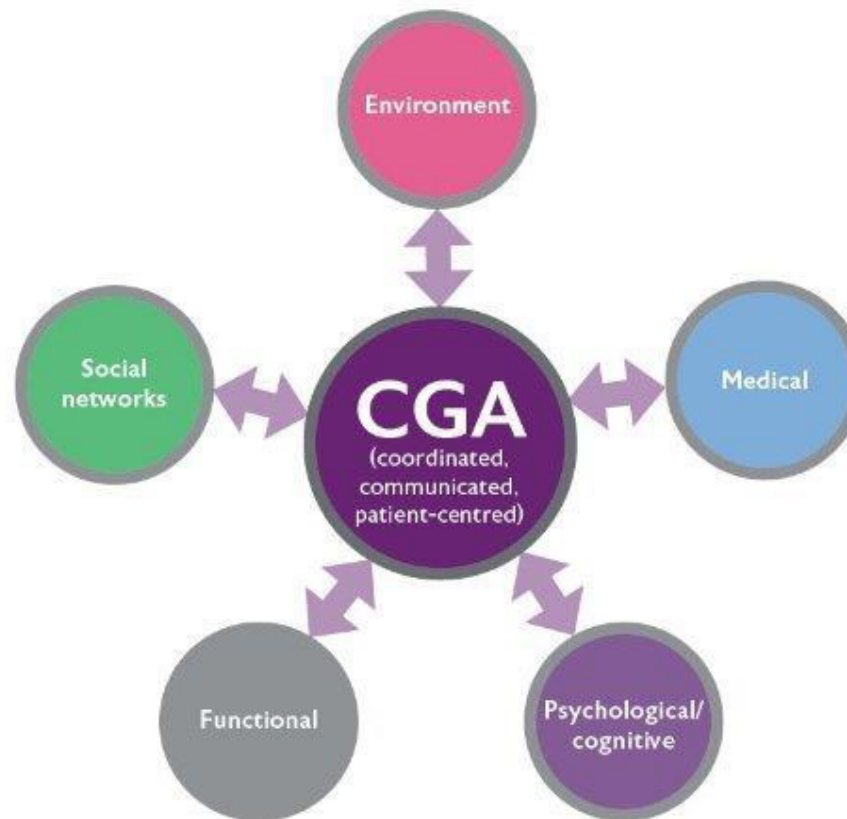 Environment
Social
networks
Medical
CGA
(coordinated,
communicated,
patient-centred)
Functional
Psychological/
cognitive